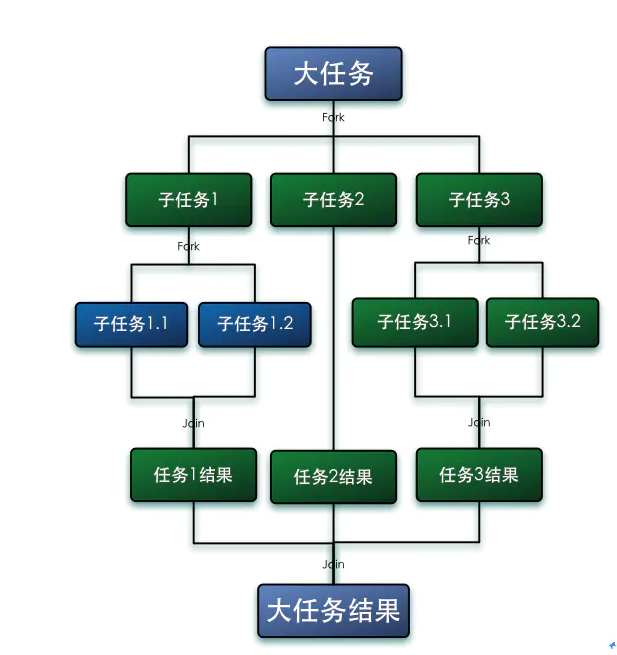 大任务
Fork
子任务1
子任务2
子任务3
Fork
Fork
子任务1.1
子任务1.2
子任务3.1
子任务3.2
Join
Join
任务1结果
任务2结果
任务3结果
Join
大任务结果